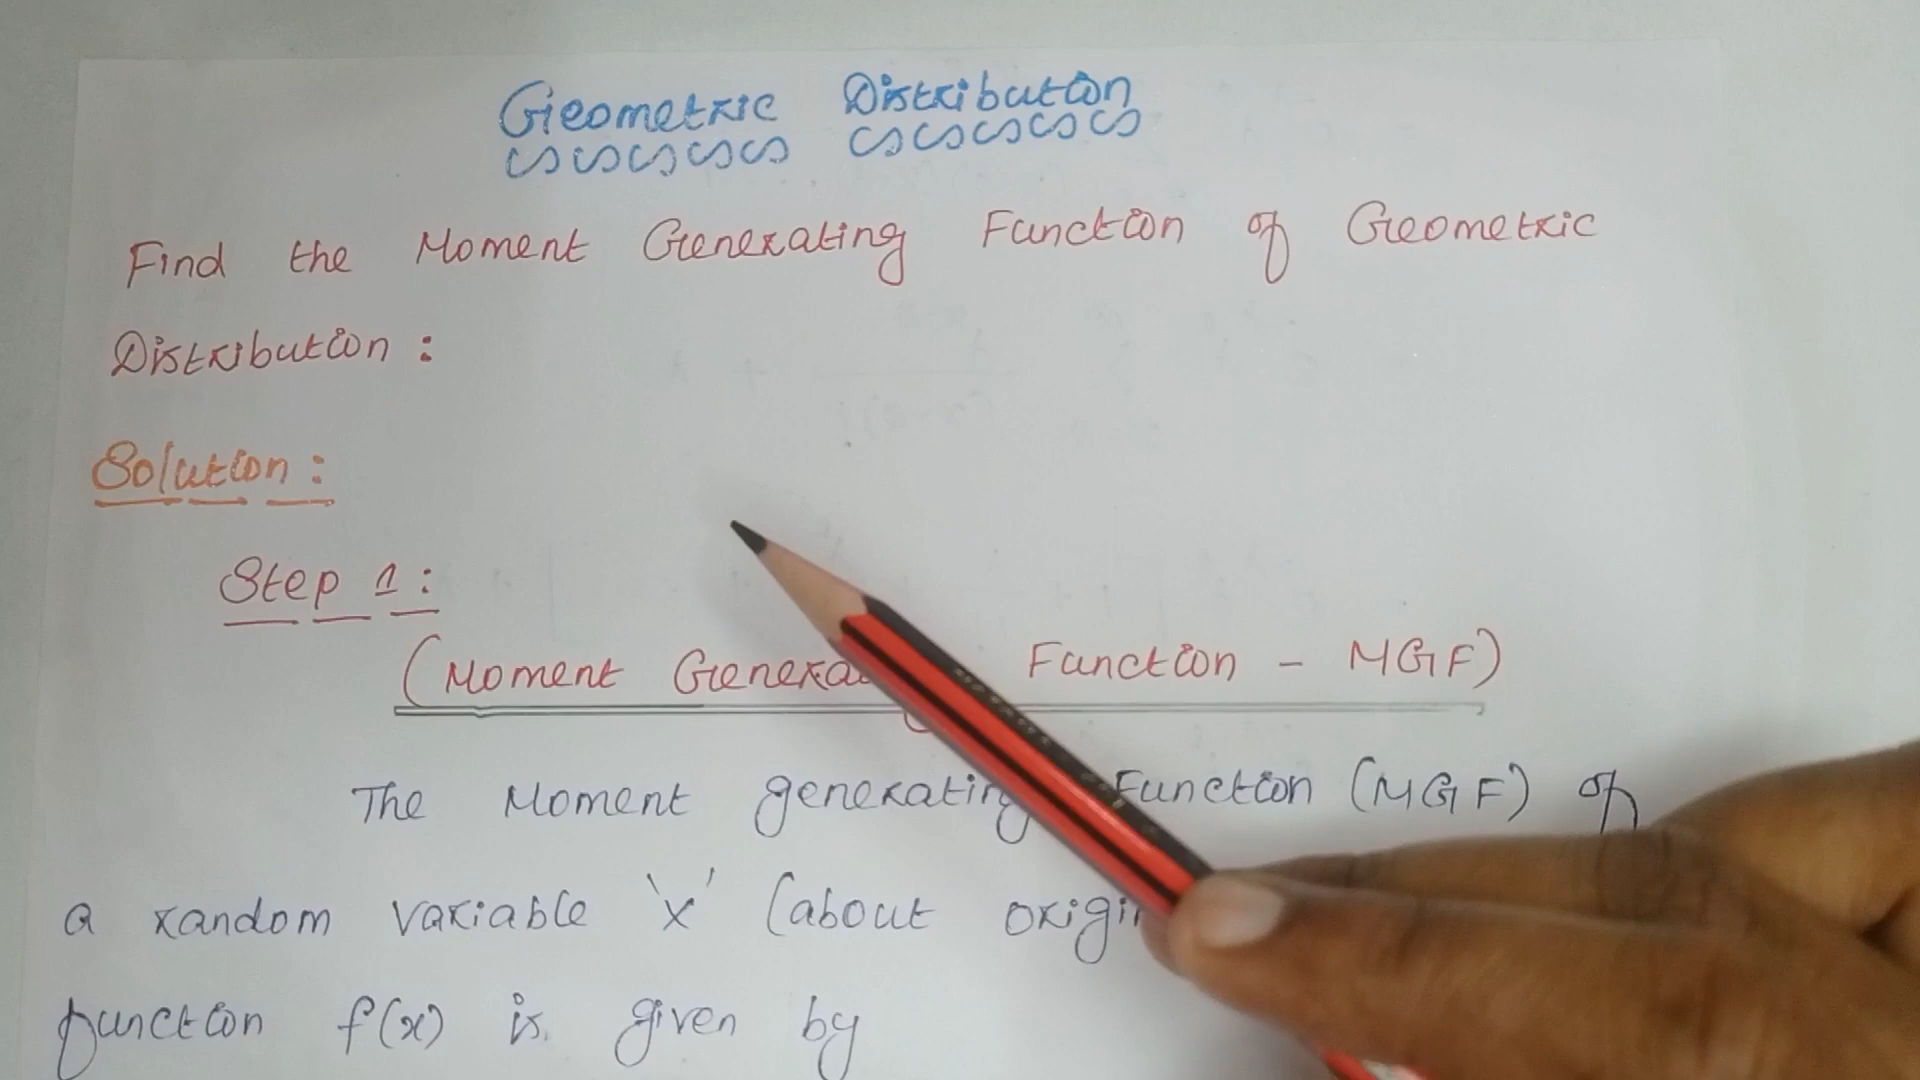 Geometric Distribution
Find the Moment Generating Function of Geometric
Distribution :
Solution :
Step 1 :
(Moment Function - MGF)
The Moment Function (MGF) of
a random variable 'x' (about
function f(x) is given by